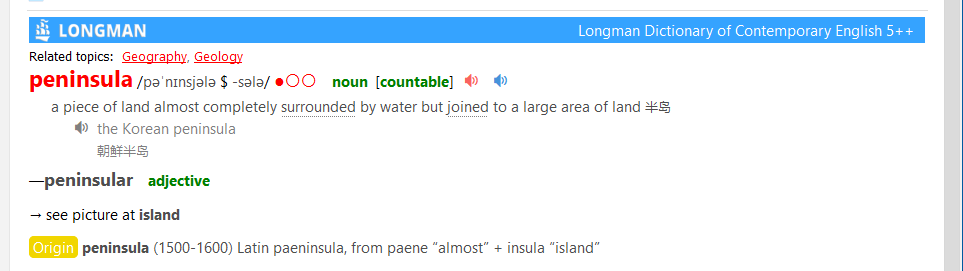 LONGMAN Longman Dictionary of Contemporary English 5++
Related topics: Geography, Geology
peninsula /pəˈnɪnsjələ $ -sələ/ ●○○ noun [countable]
a piece of land almost completely surrounded by water but joined to a large area of land 半岛
the Korean peninsula
朝鲜半岛
—peninsular adjective
→ see picture at island
Origin peninsula (1500-1600) Latin paeninsula, from paene “almost” + insula “island”